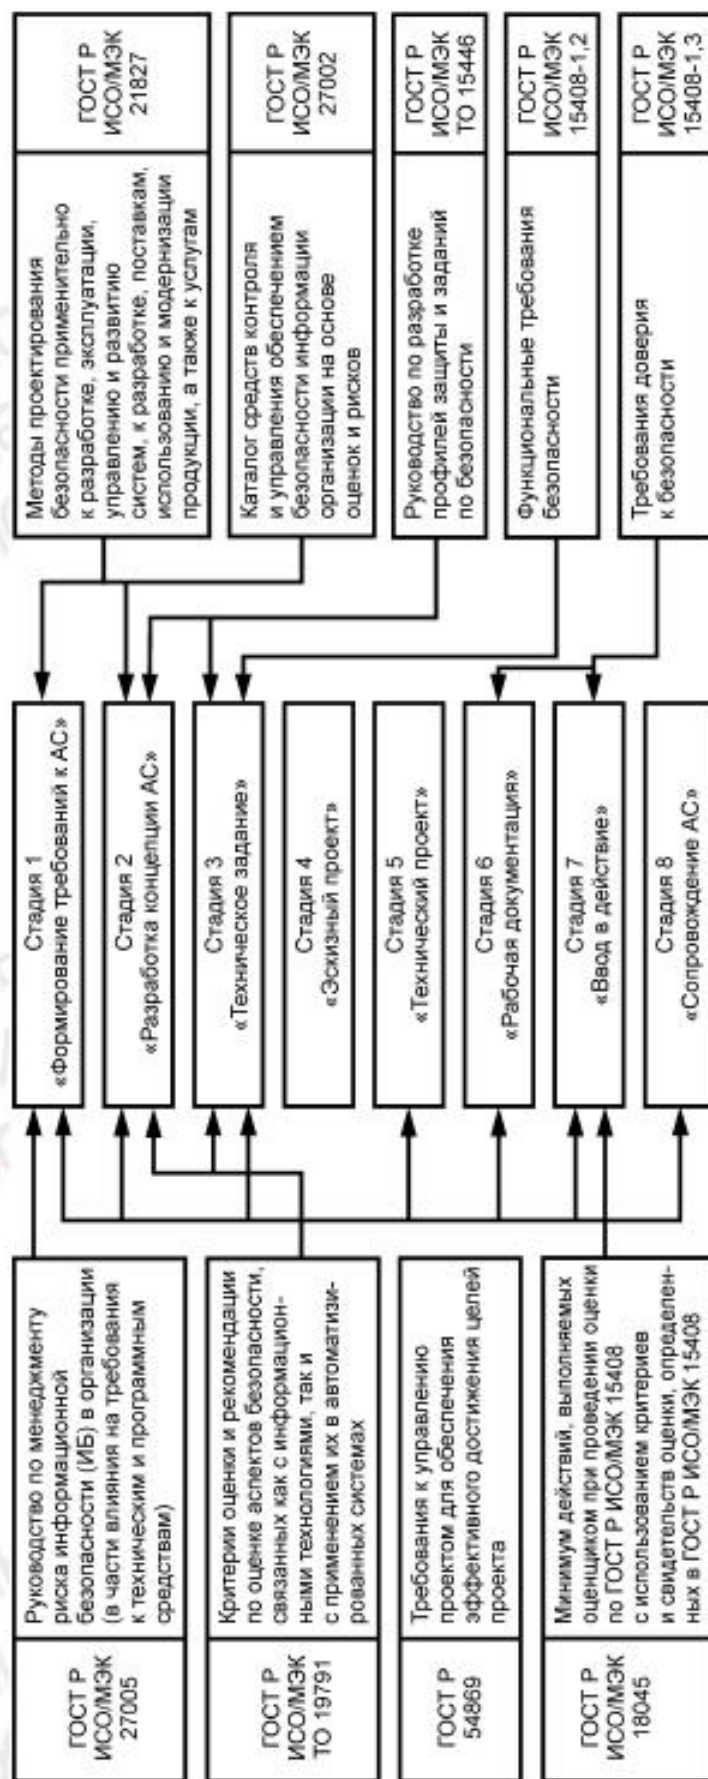 ГОСТ Р
ИСО/МЭК
27005
Руководство по менеджменту
риска информационной
безопасности (ИБ) в организации
(в части влияния на требования
к техническим и программным
средствам)
ГОСТ Р
ИСО/МЭК
ТО 19791
Критерии оценки и рекомендации
по оценке аспектов безопасности,
связанных как с информацион-
ными технологиями, так и
с применением их в автоматизи-
рованных системах
ГОСТ Р
54869
Требования к управлению
проектом для обеспечения
эффективного достижения целей
проекта
ГОСТ Р
ИСО/МЭК
18045
Минимум действий, выполняемых
оценщиком при проведении оценки
по ГОСТ Р ИСО/МЭК 15408
с использованием критериев
и свидетельств оценки, определен-
ных в ГОСТ Р ИСО/МЭК 15408
Стадия 1
«Формирование требований к АС»
Стадия 2
«Разработка концепции АС»
Стадия 3
«Техническое задание»
Стадия 4
«Эскизный проект»
Стадия 5
«Технический проект»
Стадия 6
«Рабочая документация»
Стадия 7
«Ввод в действие»
Стадия 8
«Сопровождение АС»
Методы проектирования
безопасности применительно
к разработке, эксплуатации,
управлению и развитию
систем, к разработке, поставкам,
использованию и модернизации
продукции, а также к услугам
ГОСТ Р
ИСО/МЭК
21827
Каталог средств контроля
и управления обеспечением
безопасности информации
организации на основе
оценок и рисков
ГОСТ Р
ИСО/МЭК
27002
Руководство по разработке
профилей защиты и заданий
по безопасности
ГОСТ Р
ИСО/МЭК
ТО 15446
Функциональные требования
безопасности
ГОСТ Р
ИСО/МЭК
15408-1,2
Требования доверия
к безопасности
ГОСТ Р
ИСО/МЭК
15408-1,3